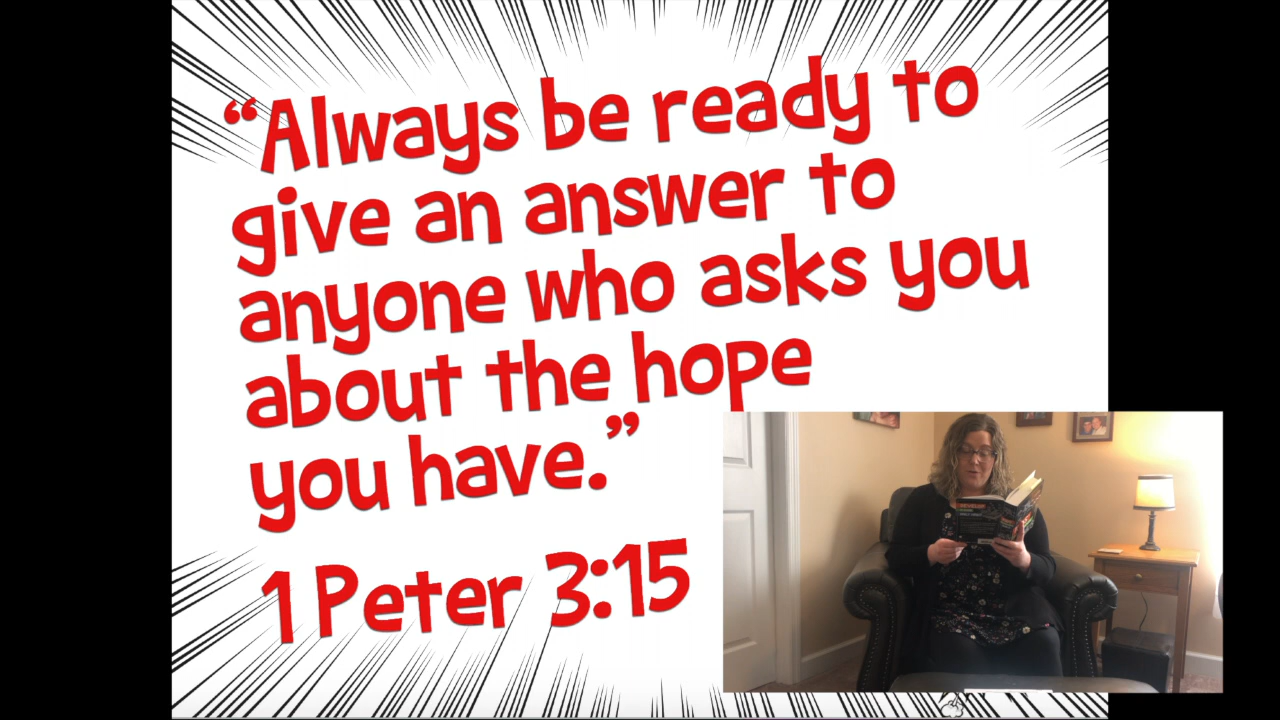 “Always be ready to
give an answer to
anyone who asks you
about the hope
you have.”
1 Peter 3:15